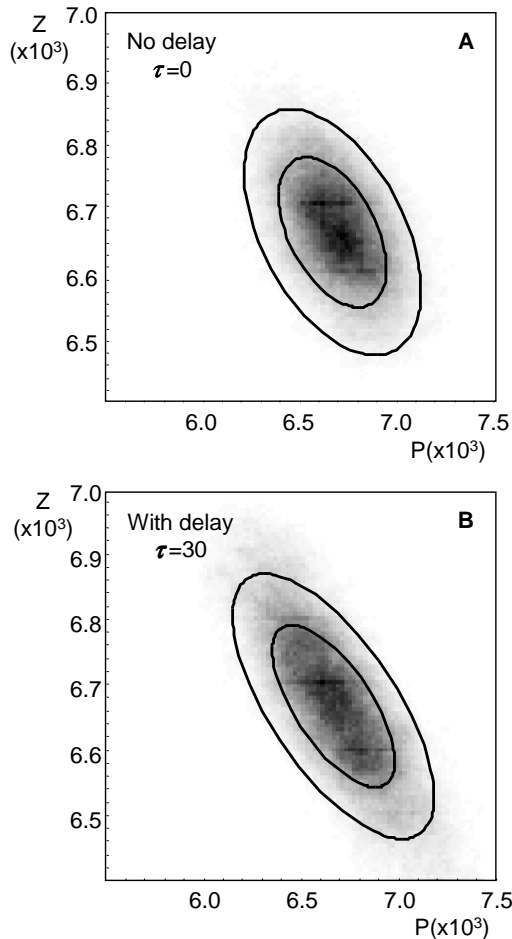 Z
(x10³)
7.0
6.9
6.8
6.7
6.6
6.5
No delay
τ=0
A
6.0 6.5 7.0 7.5
P(x10³)
Z
(x10³)
7.0
6.9
6.8
6.7
6.6
6.5
With delay
τ=30
B
6.0 6.5 7.0 7.5
P(x10³)